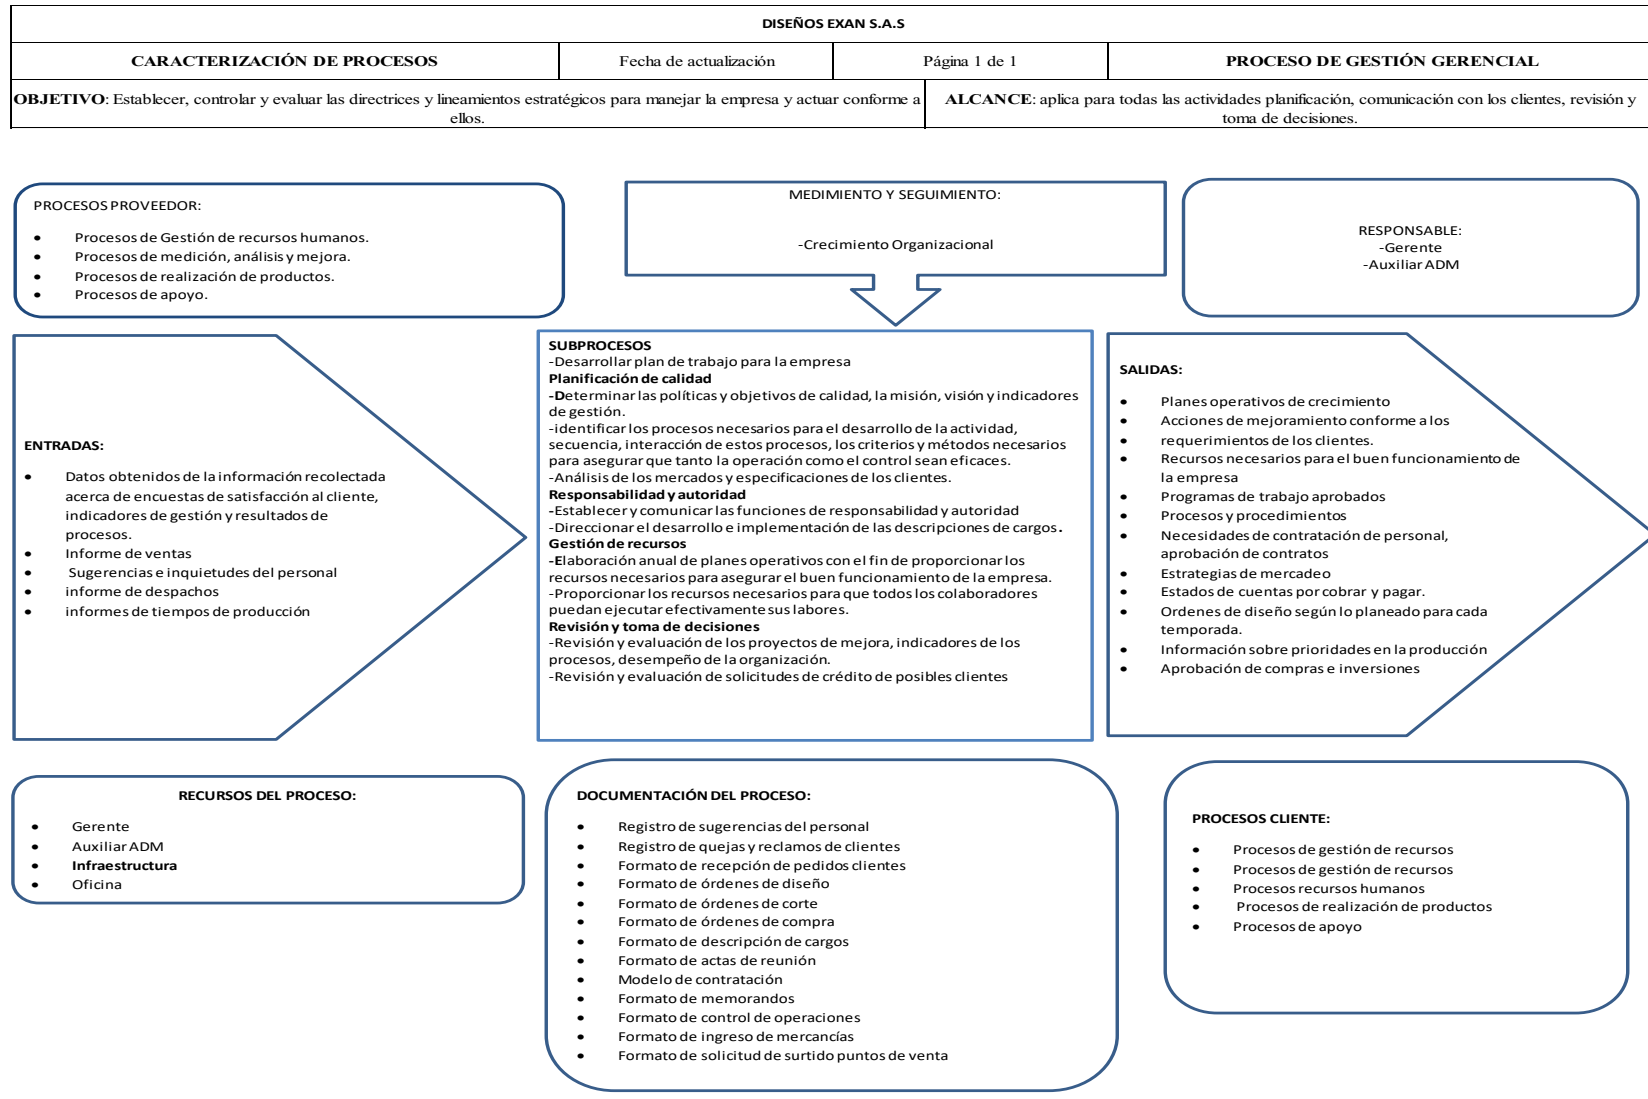 DISEÑOS EXAN S.A.S
CARACTERIZACIÓN DE PROCESOS
Fecha de actualización
Página 1 de 1
PROCESO DE GESTIÓN GERENCIAL
OBJETIVO: Establecer, controlar y evaluar las directrices y lineamientos estratégicos para manejar la empresa y actuar conforme a
ellos.
ALCANCE: aplica para todas las actividades planificación, comunicación con los clientes, revisión y
toma de decisiones.
PROCESOS PROVEEDOR:
• Procesos de Gestión de recursos humanos.
• Procesos de medición, análisis y mejora.
• Procesos de realización de productos.
• Procesos de apoyo.
MEDIMIENTO Y SEGUIMIENTO:
-Crecimiento Organizacional
RESPONSABLE:
-Gerente
-Auxiliar ADM
ENTRADAS:
• Datos obtenidos de la información recolectada
acerca de encuestas de satisfacción al cliente,
indicadores de gestión y resultados de
procesos.
• Informe de ventas
• Sugerencias e inquietudes del personal
• informe de despachos
• informes de tiempos de producción
SUBPROCESOS
-Desarrollar plan de trabajo para la empresa
Planificación de calidad
-Determinar las políticas y objetivos de calidad, la misión, visión y indicadores
de gestión.
-identificar los procesos necesarios para el desarrollo de la actividad,
secuencia, interacción de estos procesos, los criterios y métodos necesarios
para asegurar que tanto la operación como el control sean eficaces.
-Análisis de los mercados y especificaciones de los clientes.
Responsabilidad y autoridad
-Establecer y comunicar las funciones de responsabilidad y autoridad
-Direccionar el desarrollo e implementación de las descripciones de cargos.
Gestión de recursos
-Elaboración anual de planes operativos con el fin de proporcionar los
recursos necesarios para asegurar el buen funcionamiento de la empresa.
-Proporcionar los recursos necesarios para que todos los colaboradores
puedan ejecutar efectivamente sus labores.
Revisión y toma de decisiones
-Revisión y evaluación de los proyectos de mejora, indicadores de los
procesos, desempeño de la organización.
-Revisión y evaluación de solicitudes de crédito de posibles clientes
SALIDAS:
• Planes operativos de crecimiento
• Acciones de mejoramiento conforme a los
• requerimientos de los clientes.
• Recursos necesarios para el buen funcionamiento de
la empresa
• Programas de trabajo aprobados
• Procesos y procedimientos
• Necesidades de contratación de personal,
aprobación de contratos
• Estrategias de mercadeo
• Estados de cuentas por cobrar y pagar.
• Ordenes de diseño según lo planeado para cada
temporada.
• Información sobre prioridades en la producción
• Aprobación de compras e inversiones
RECURSOS DEL PROCESO:
• Gerente
• Auxiliar ADM
• Infraestructura
• Oficina
DOCUMENTACIÓN DEL PROCESO:
• Registro de sugerencias del personal
• Registro de quejas y reclamos de clientes
• Formato de recepción de pedidos clientes
• Formato de órdenes de diseño
• Formato de órdenes de corte
• Formato de órdenes de compra
• Formato de descripción de cargos
• Formato de actas de reunión
• Modelo de contratación
• Formato de memorandos
• Formato de control de operaciones
• Formato de ingreso de mercancías
• Formato de solicitud de surtido puntos de venta
PROCESOS CLIENTE:
• Procesos de gestión de recursos
• Procesos de gestión de recursos
• Procesos recursos humanos
• Procesos de realización de productos
• Procesos de apoyo